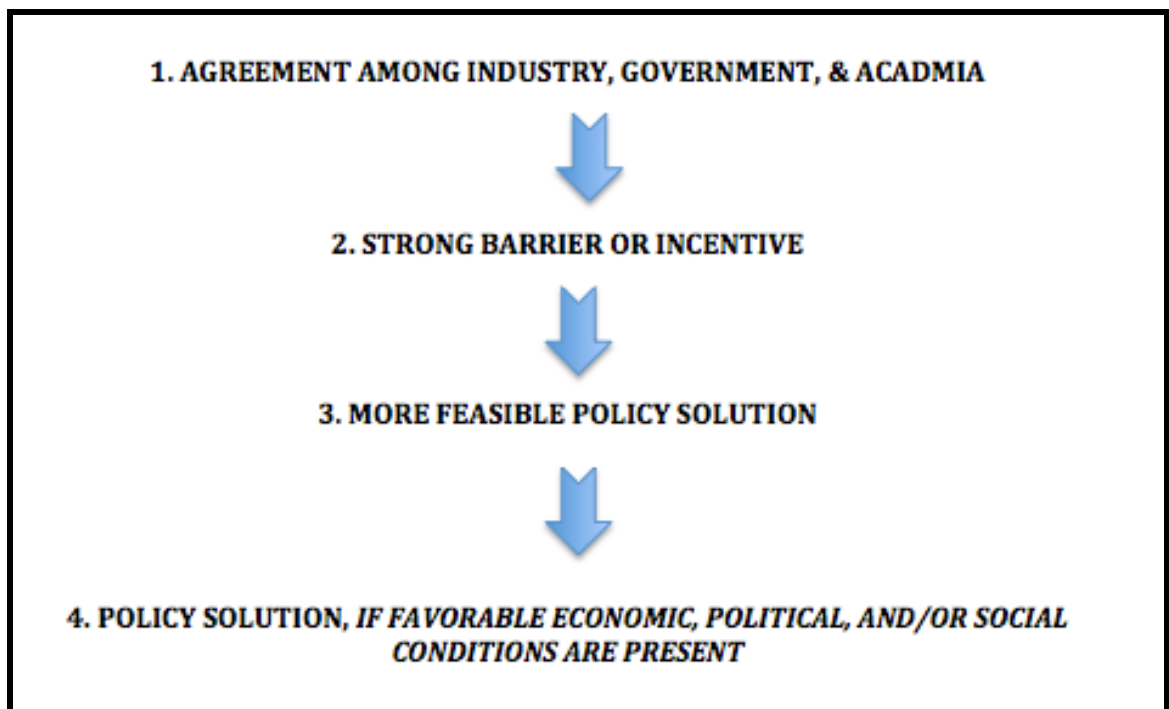 1. AGREEMENT AMONG INDUSTRY, GOVERNMENT, & ACADMIA
2. STRONG BARRIER OR INCENTIVE
3. MORE FEASIBLE POLICY SOLUTION
4. POLICY SOLUTION, IF FAVORABLE ECONOMIC, POLITICAL, AND/OR SOCIAL
CONDITIONS ARE PRESENT